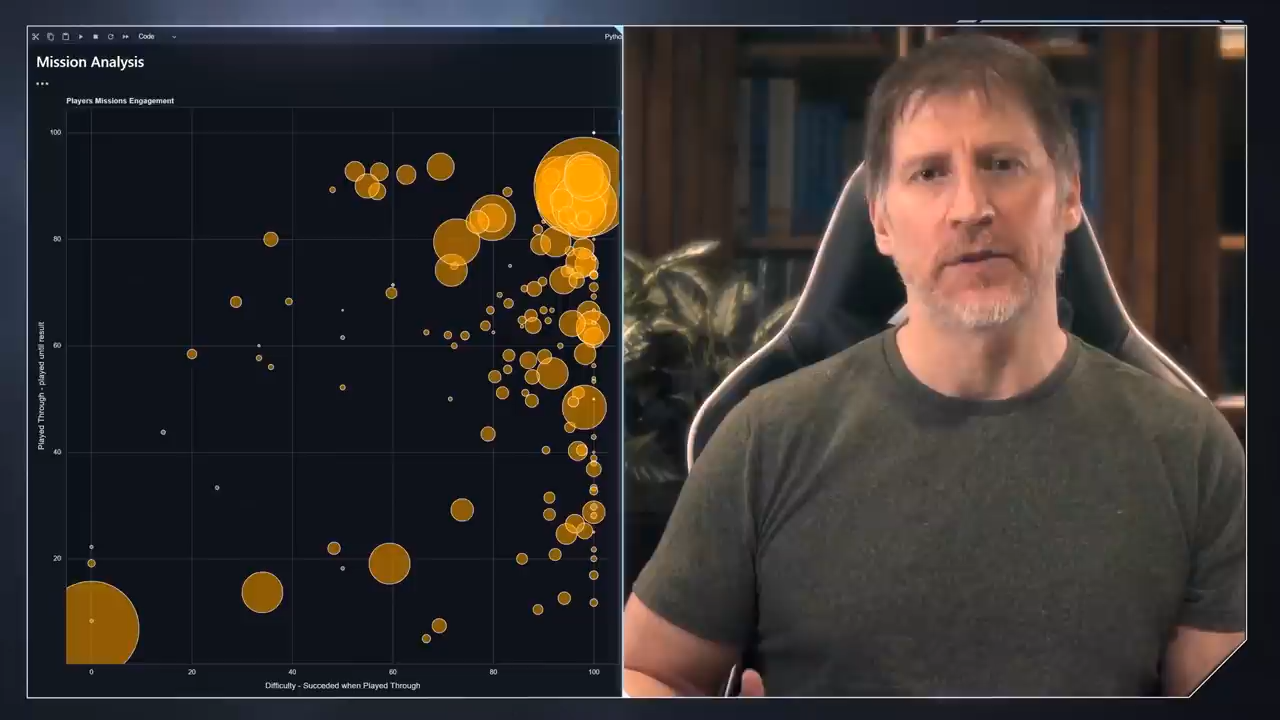 Code
Pytho
Mission Analysis
Players Missions Engagement
100
80
60
40
20
Played Through - played until result
0
20
40
60
80
100
Difficulty - Succeded when Played Through